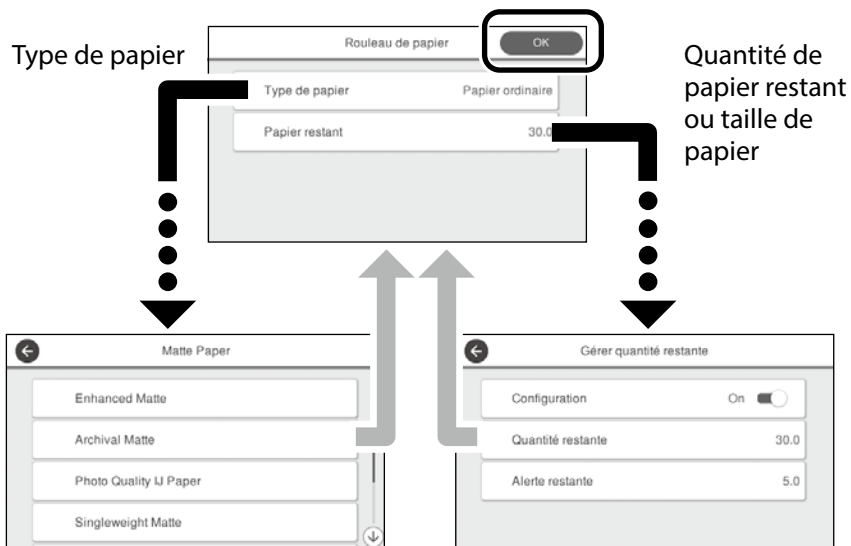 Type de papier
Rouleau de papier
OK
Type de papier
Papier ordinaire
Papier restant
30.0
Quantité de
papier restant
ou taille de
papier
Matte Paper
Enhanced Matte
Archival Matte
Photo Quality IJ Paper
Singleweight Matte
Gérer quantité restante
Configuration
On
Quantité restante
30.0
Alerte restante
5.0